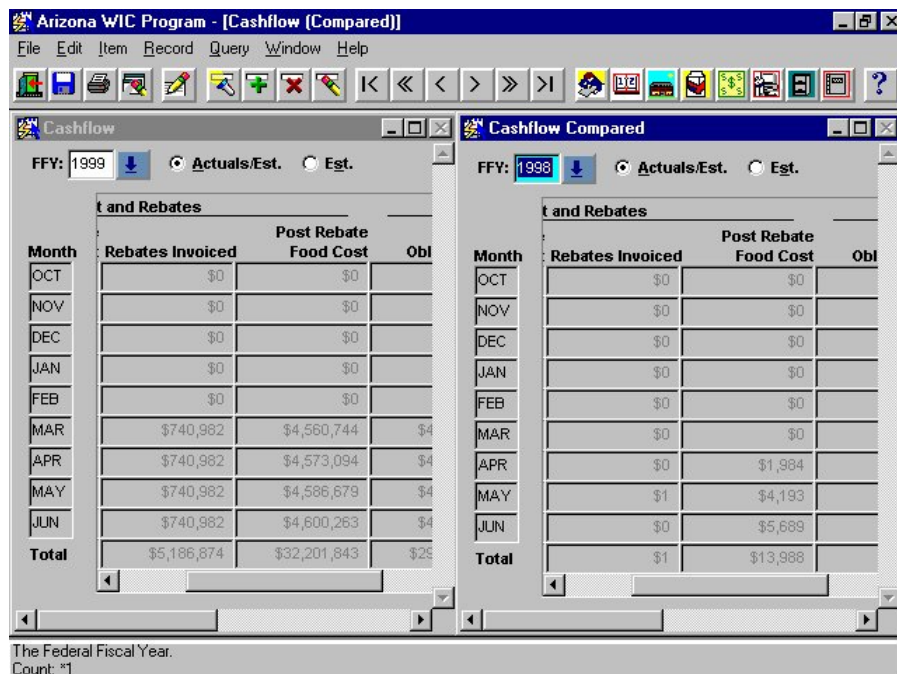 Arizona WIC Program - [Cashflow (Compared)]
File Edit Item Record Query Window Help
Cashflow
FFY: 1999 Actuals/Est. Est.
t and Rebates
Post Rebate
Month Rebates Invoiced Food Cost Obl
OCT $0 $0
NOV $0 $0
DEC $0 $0
JAN $0 $0
FEB $0 $0
MAR $740,982 $4,560,744 $4
APR $740,982 $4,573,094 $4
MAY $740,982 $4,586,679 $4
JUN $740,982 $4,600,263 $4
Total $5,186,874 $32,201,843 $29
Cashflow Compared
FFY: 1998 Actuals/Est. Est.
t and Rebates
Post Rebate
Month Rebates Invoiced Food Cost Obl
OCT $0 $0
NOV $0 $0
DEC $0 $0
JAN $0 $0
FEB $0 $0
MAR $0 $0
APR $0 $1,984
MAY $1 $4,193
JUN $0 $5,689
Total $1 $13,988
The Federal Fiscal Year.
Count: *1